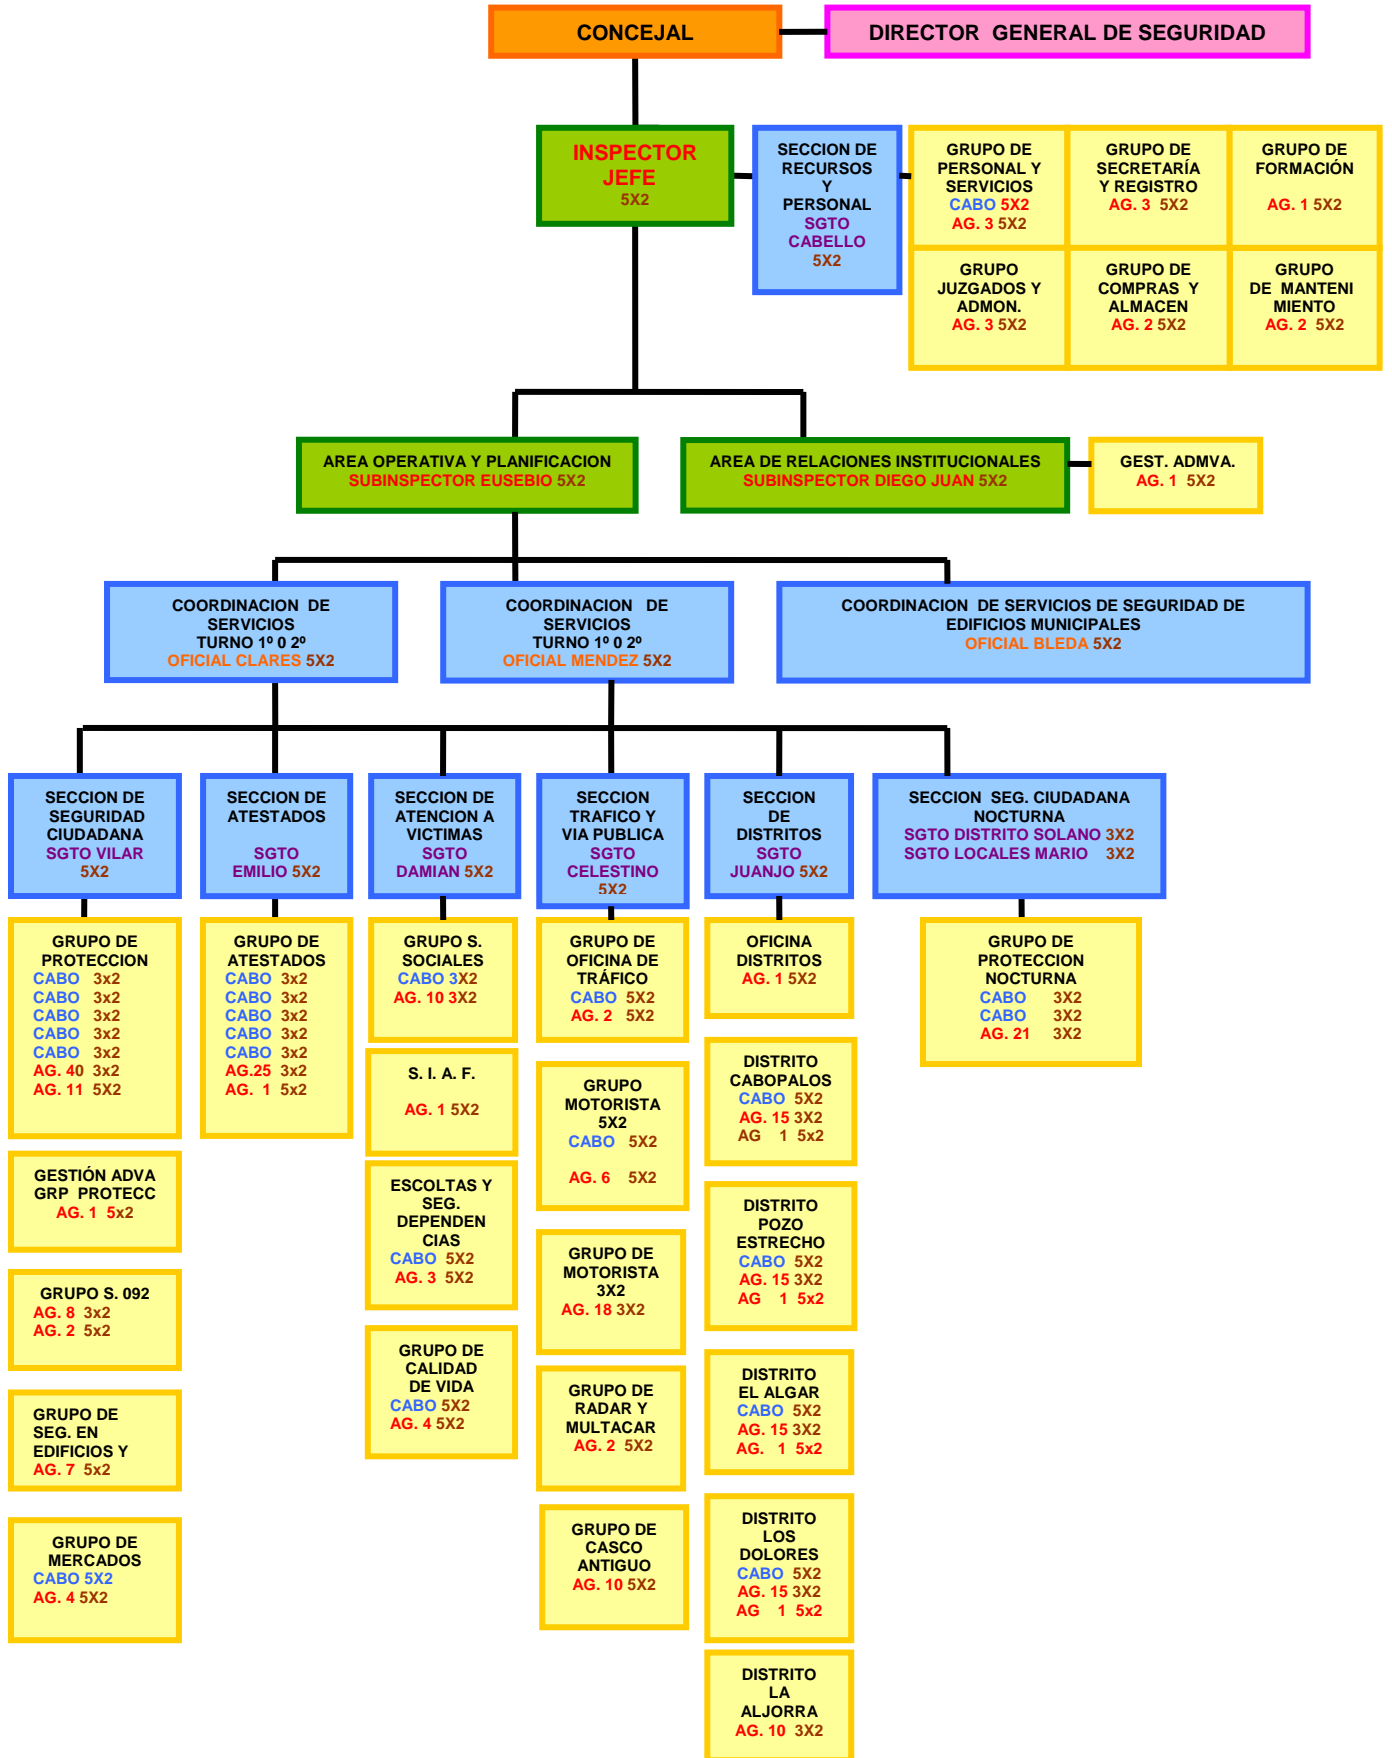 CONCEJAL
DIRECTOR GENERAL DE SEGURIDAD
INSPECTOR
JEFE
5X2
SECCION DE
RECURSOS
Y
PERSONAL
SGTO
CABELLO
5X2
GRUPO DE
PERSONAL Y
SERVICIOS
CABO 5X2
AG. 3 5X2
GRUPO DE
SECRETARÍA
Y REGISTRO
AG. 3 5X2
GRUPO DE
FORMACIÓN
AG. 1 5X2
GRUPO
JUZGADOS Y
ADMON.
AG. 3 5X2
GRUPO DE
COMPRAS Y
ALMACEN
AG. 2 5X2
GRUPO
DE MANTENI
MIENTO
AG. 2 5X2
AREA OPERATIVA Y PLANIFICACION
SUBINSPECTOR EUSEBIO 5X2
AREA DE RELACIONES INSTITUCIONALES
SUBINSPECTOR DIEGO JUAN 5X2
GEST. ADMVA.
AG. 1 5X2
COORDINACION DE
SERVICIOS
TURNO 1º 0 2º
OFICIAL CLARES 5X2
COORDINACION DE
SERVICIOS
TURNO 1º 0 2º
OFICIAL MENDEZ 5X2
COORDINACION DE SERVICIOS DE SEGURIDAD DE
EDIFICIOS MUNICIPALES
OFICIAL BLEDA 5X2
SECCION DE
SEGURIDAD
CIUDADANA
SGTO VILAR
5X2
SECCION DE
ATESTADOS
SGTO
EMILIO 5X2
SECCION DE
ATENCION A
VICTIMAS
SGTO
DAMIAN 5X2
SECCION
TRAFICO Y
VIA PUBLICA
SGTO
CELESTINO
5X2
SECCION
DE
DISTRITOS
SGTO
JUANJO 5X2
SECCION SEG. CIUDADANA
NOCTURNA
SGTO DISTRITO SOLANO 3X2
SGTO LOCALES MARIO 3X2
GRUPO DE
PROTECCION
CABO 3x2
CABO 3x2
CABO 3x2
CABO 3x2
CABO 3x2
AG. 40 3x2
AG. 11 5X2
GESTIÓN ADVA
GRP PROTECC
AG. 1 5x2
GRUPO S. 092
AG. 8 3x2
AG. 2 5x2
GRUPO DE
SEG. EN
EDIFICIOS Y
AG. 7 5x2
GRUPO DE
MERCADOS
CABO 5X2
AG. 4 5X2
GRUPO DE
ATESTADOS
CABO 3x2
CABO 3x2
CABO 3x2
CABO 3x2
CABO 3x2
AG.25 3x2
AG. 1 5x2
GRUPO S.
SOCIALES
CABO 3X2
AG. 10 3X2
S. I. A. F.
AG. 1 5X2
ESCOLTAS Y
SEG.
DEPENDEN
CIAS
CABO 5X2
AG. 3 5X2
GRUPO DE
CALIDAD
DE VIDA
CABO 5X2
AG. 4 5X2
GRUPO DE
OFICINA DE
TRÁFICO
CABO 5X2
AG. 2 5X2
GRUPO
MOTORISTA
5X2
CABO 5X2
AG. 6 5X2
GRUPO DE
MOTORISTA
3X2
AG. 18 3X2
GRUPO DE
RADAR Y
MULTACAR
AG. 2 5X2
GRUPO DE
CASCO
ANTIGUO
AG. 10 5X2
OFICINA
DISTRITOS
AG. 1 5X2
DISTRITO
CABOPALOS
CABO 5X2
AG. 15 3X2
AG 1 5x2
DISTRITO
POZO
ESTRECHO
CABO 5X2
AG. 15 3X2
AG 1 5x2
DISTRITO
EL ALGAR
CABO 5X2
AG. 15 3X2
AG. 1 5x2
DISTRITO
LOS
DOLORES
CABO 5X2
AG. 15 3X2
AG 1 5x2
DISTRITO
LA
ALJORRA
AG. 10 3X2
GRUPO DE
PROTECCION
NOCTURNA
CABO 3X2
CABO 3X2
AG. 21 3X2